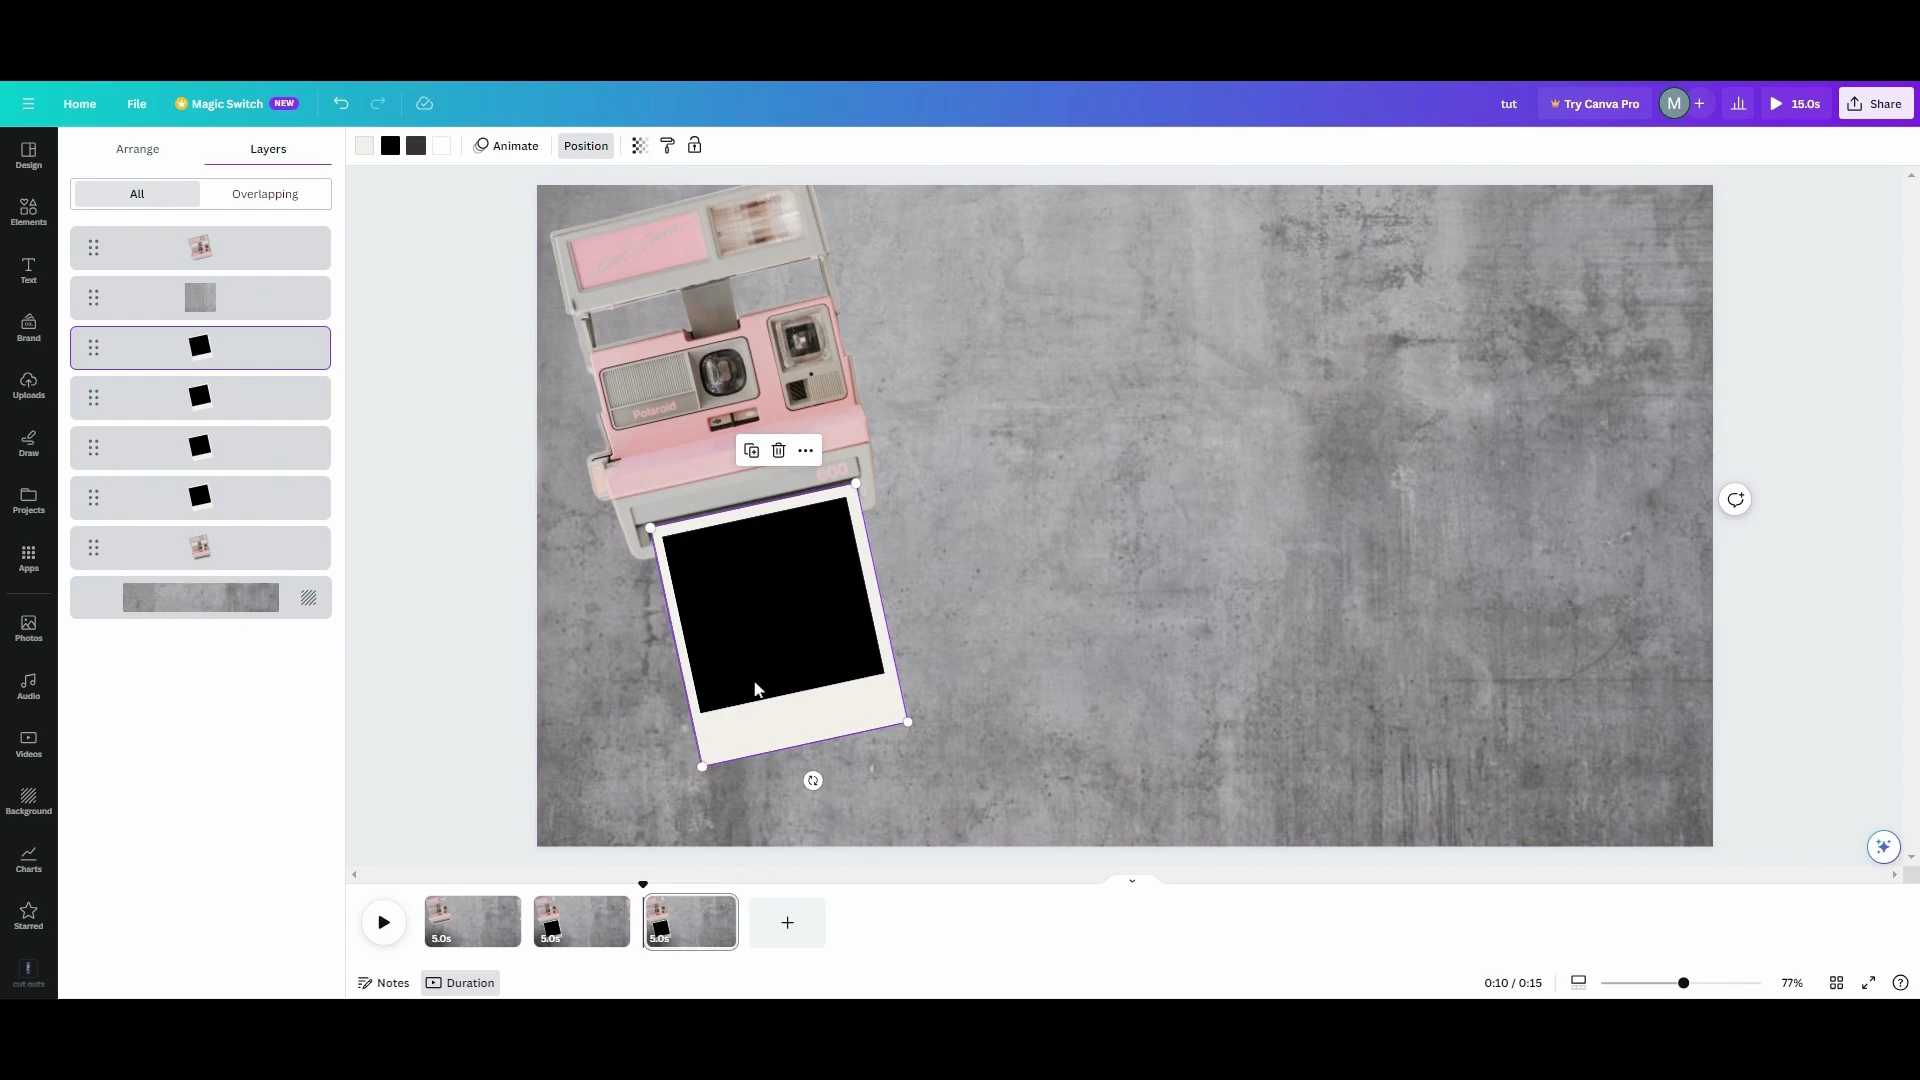 Home File Magic Switch NEW tut Try Canva Pro M 15.0s Share
Arrange Layers Animate Position
All Overlapping
Design
Elements
Text
Brand
Uploads
Draw
Projects
Apps
Photos
Audio
Videos
Background
Charts
Starred
cut outs
Polaroid
600
5.0s 5.0s 5.0s
Notes Duration 0:10 / 0:15 77%